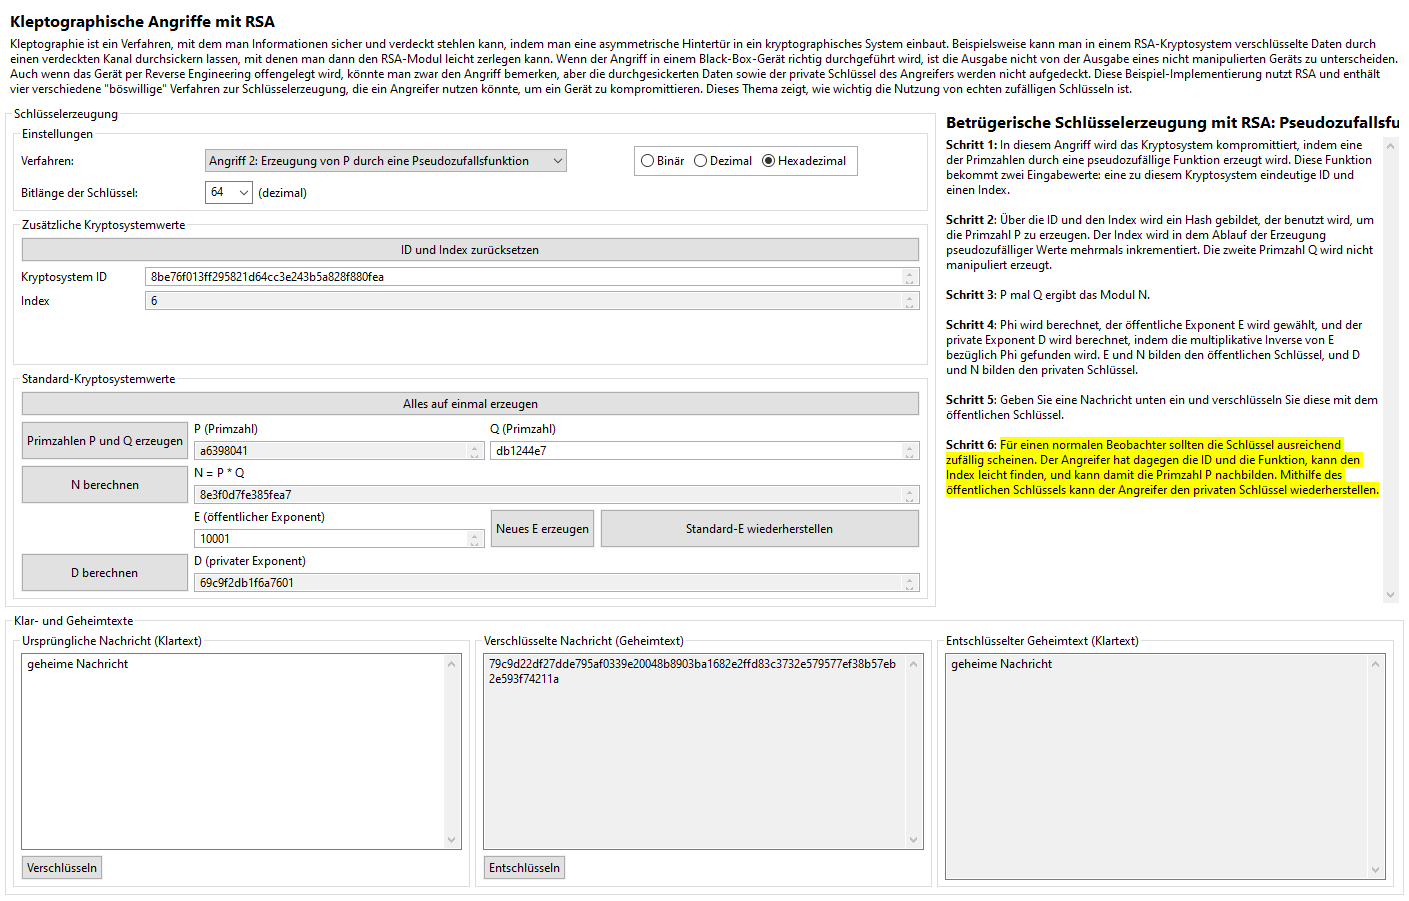 Kleptographische Angriffe mit RSA
Kleptographie ist ein Verfahren, mit dem man Informationen sicher und verdeckt stehlen kann, indem man eine asymmetrische Hintertür in ein kryptographisches System einbaut. Beispielsweise kann man in einem RSA-Kryptosystem verschlüsselte Daten durch
einen verdeckten Kanal durchsickern lassen, mit denen man dann den RSA-Modul leicht zerlegen kann. Wenn der Angriff in einem Black-Box-Gerät richtig durchgeführt wird, ist die Ausgabe nicht von der Ausgabe eines nicht manipulierten Geräts zu unterscheiden.
Auch wenn das Gerät per Reverse Engineering offengelegt wird, könnte man zwar den Angriff bemerken, aber die durchgesickerten Daten sowie der private Schlüssel des Angreifers werden nicht aufgedeckt. Diese Beispiel-Implementierung nutzt RSA und enthält
vier verschiedene "böswillige" Verfahren zur Schlüsselerzeugung, die ein Angreifer nutzen könnte, um ein Gerät zu kompromittieren. Dieses Thema zeigt, wie wichtig die Nutzung von echten zufälligen Schlüsseln ist.
Schlüsselerzeugung
Einstellungen
Verfahren:
Angriff 2: Erzeugung von P durch eine Pseudozufallsfunktion
Binär
Dezimal
Hexadezimal
Bitlänge der Schlüssel:
64
(dezimal)
Zusätzliche Kryptosystemwerte
ID und Index zurücksetzen
Kryptosystem ID
8be76f013ff295821d64cc3e243b5a828f880fea
Index
6
Standard-Kryptosystemwerte
Alles auf einmal erzeugen
Primzahlen P und Q erzeugen
P (Primzahl)
a6398041
Q (Primzahl)
db1244e7
N berechnen
N = P * Q
8e3f0d7fe385fea7
E (öffentlicher Exponent)
10001
Neues E erzeugen
Standard-E wiederherstellen
D berechnen
D (privater Exponent)
69c9f2db1f6a7601
Betrügerische Schlüsselerzeugung mit RSA: Pseudozufallsfu
Schritt 1: In diesem Angriff wird das Kryptosystem kompromittiert, indem eine
der Primzahlen durch eine pseudozufällige Funktion erzeugt wird. Diese Funktion
bekommt zwei Eingabewerte: eine zu diesem Kryptosystem eindeutige ID und
einen Index.
Schritt 2: Über die ID und den Index wird ein Hash gebildet, der benutzt wird, um
die Primzahl P zu erzeugen. Der Index wird in dem Ablauf der Erzeugung
pseudozufälliger Werte mehrmals inkrementiert. Die zweite Primzahl Q wird nicht
manipuliert erzeugt.
Schritt 3: P mal Q ergibt das Modul N.
Schritt 4: Phi wird berechnet, der öffentliche Exponent E wird gewählt, und der
private Exponent D wird berechnet, indem die multiplikative Inverse von E
bezüglich Phi gefunden wird. E und N bilden den öffentlichen Schlüssel, und D
und N bilden den privaten Schlüssel.
Schritt 5: Geben Sie eine Nachricht unten ein und verschlüsseln Sie diese mit dem
öffentlichen Schlüssel.
Schritt 6: Für einen normalen Beobachter sollten die Schlüssel ausreichend
zufällig scheinen. Der Angreifer hat dagegen die ID und die Funktion, kann den
Index leicht finden, und kann damit die Primzahl P nachbilden. Mithilfe des
öffentlichen Schlüssels kann der Angreifer den privaten Schlüssel wiederherstellen.
Klar- und Geheimtexte
Ursprüngliche Nachricht (Klartext)
geheime Nachricht
Verschlüsseln
Verschlüsselte Nachricht (Geheimtext)
79c9d22df27dde795af0339e20048b8903ba1682e2ffd83c3732e579577ef38b57eb
2e593f74211a
Entschlüsseln
Entschlüsselter Geheimtext (Klartext)
geheime Nachricht